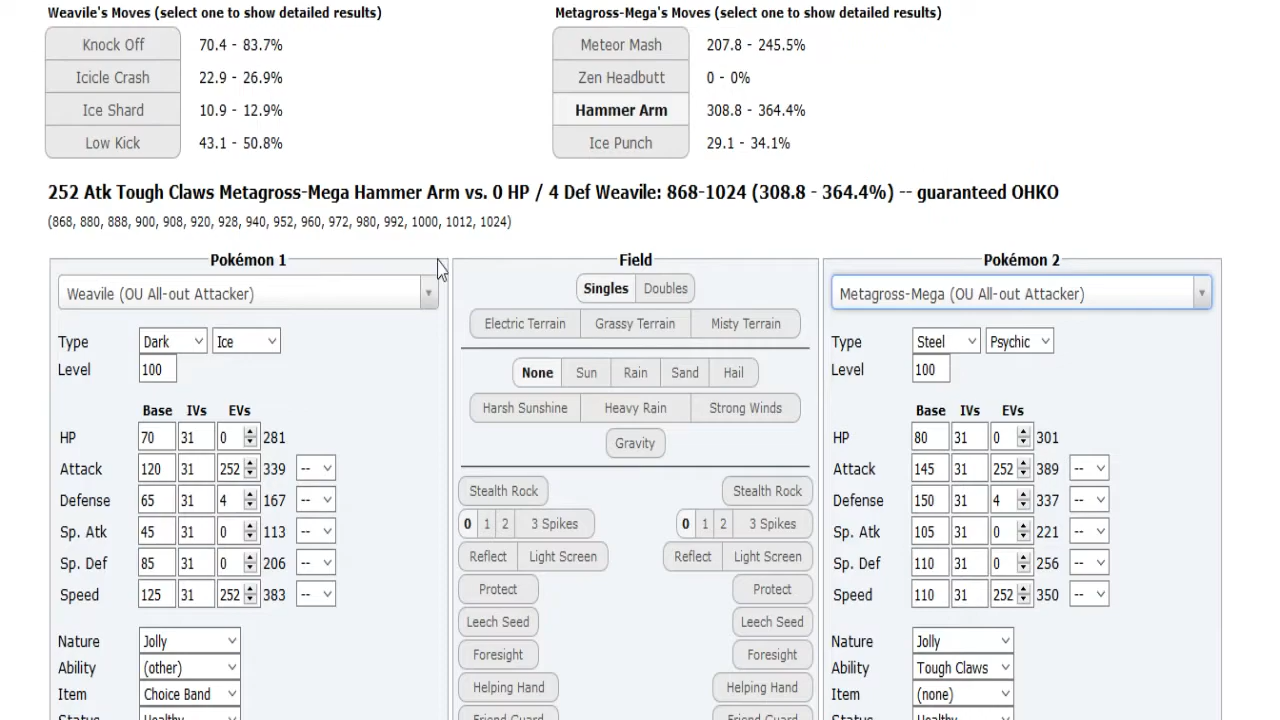 Weavile's Moves (select one to show detailed results)
Knock Off 70.4 - 83.7%
Icicle Crash 22.9 - 26.9%
Ice Shard 10.9 - 12.9%
Low Kick 43.1 - 50.8%
Metagross-Mega's Moves (select one to show detailed results)
Meteor Mash 207.8 - 245.5%
Zen Headbutt 0 - 0%
Hammer Arm 308.8 - 364.4%
Ice Punch 29.1 - 34.1%
252 Atk Tough Claws Metagross-Mega Hammer Arm vs. 0 HP / 4 Def Weavile: 868-1024 (308.8 - 364.4%) -- guaranteed OHKO
(868, 880, 888, 900, 908, 920, 928, 940, 952, 960, 972, 980, 992, 1000, 1012, 1024)
Pokémon 1
Weavile (OU All-out Attacker)
Type Dark Ice
Level 100
Base IVs EVs
HP 70 31 0 281
Attack 120 31 252 339 --
Defense 65 31 4 167 --
Sp. Atk 45 31 0 113 --
Sp. Def 85 31 0 206 --
Speed 125 31 252 383 --
Nature Jolly
Ability (other)
Item Choice Band
Status Healthy
Field
Singles Doubles
Electric Terrain Grassy Terrain Misty Terrain
None Sun Rain Sand Hail
Harsh Sunshine Heavy Rain Strong Winds
Gravity
Stealth Rock Stealth Rock
0 1 2 3 Spikes 0 1 2 3 Spikes
Reflect Light Screen Reflect Light Screen
Protect Protect
Leech Seed Leech Seed
Foresight Foresight
Helping Hand Helping Hand
Friend Guard Friend Guard
Pokémon 2
Metagross-Mega (OU All-out Attacker)
Type Steel Psychic
Level 100
Base IVs EVs
HP 80 31 0 301
Attack 145 31 252 389 --
Defense 150 31 4 337 --
Sp. Atk 105 31 0 221 --
Sp. Def 110 31 0 256 --
Speed 110 31 252 350 --
Nature Jolly
Ability Tough Claws
Item (none)
Status Healthy